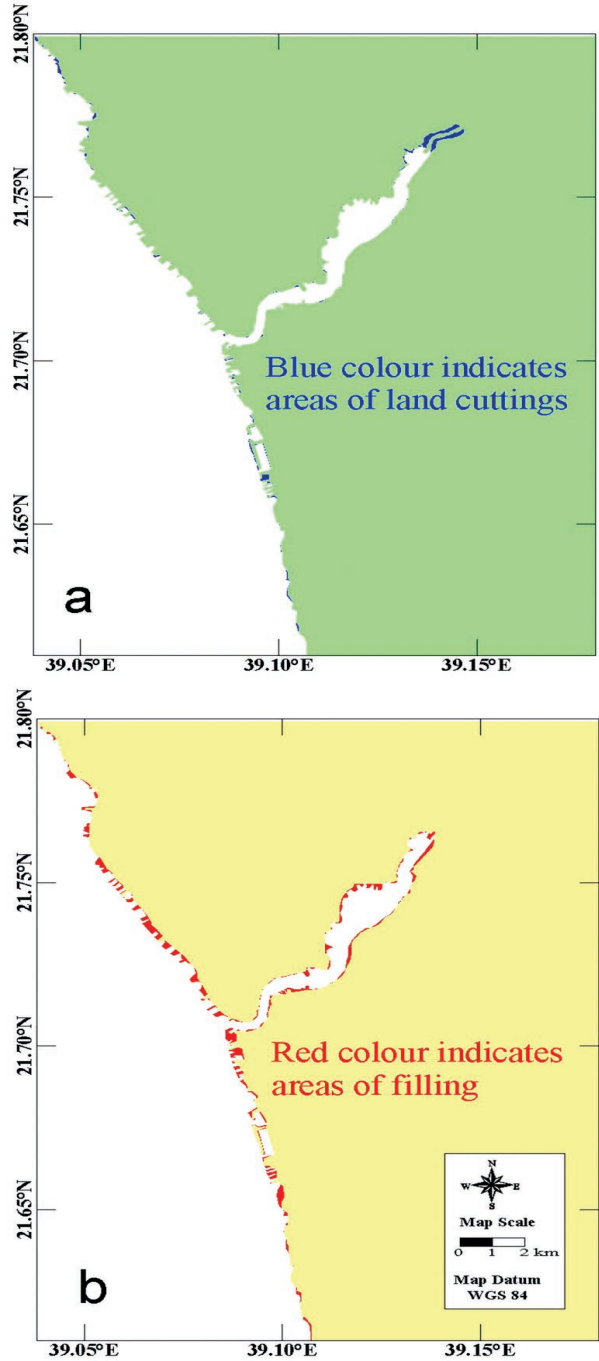 21.80°N
21.75°N
21.70°N
21.65°N
Blue colour indicates
areas of land cuttings
a
39.05°E 39.10°E 39.15°E
21.80°N
21.75°N
21.70°N
21.65°N
Red colour indicates
areas of filling
N
W E
S
Map Scale
0 1 2 km
Map Datum
WGS 84
b
39.05°E 39.10°E 39.15°E